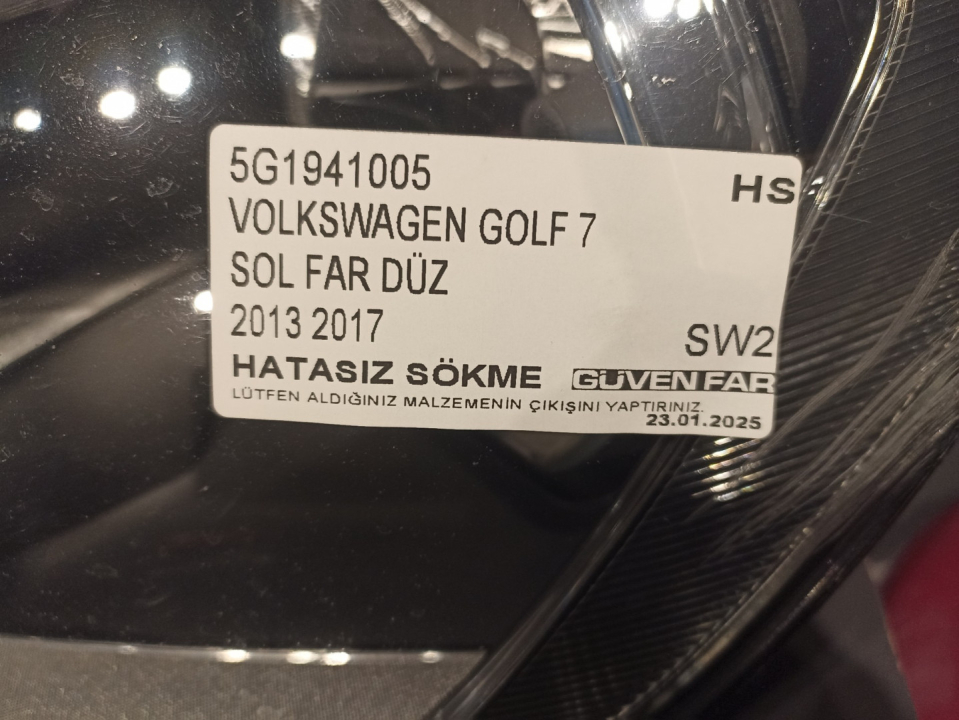 5G1941005
HS
VOLKSWAGEN GOLF 7
SOL FAR DÜZ
2013 2017
SW2
HATASIZ SÖKME
GÜVEN FAR
LÜTFEN ALDIĞINIZ MALZEMENİN ÇIKIŞINI YAPTIRINIZ.
23.01.2025